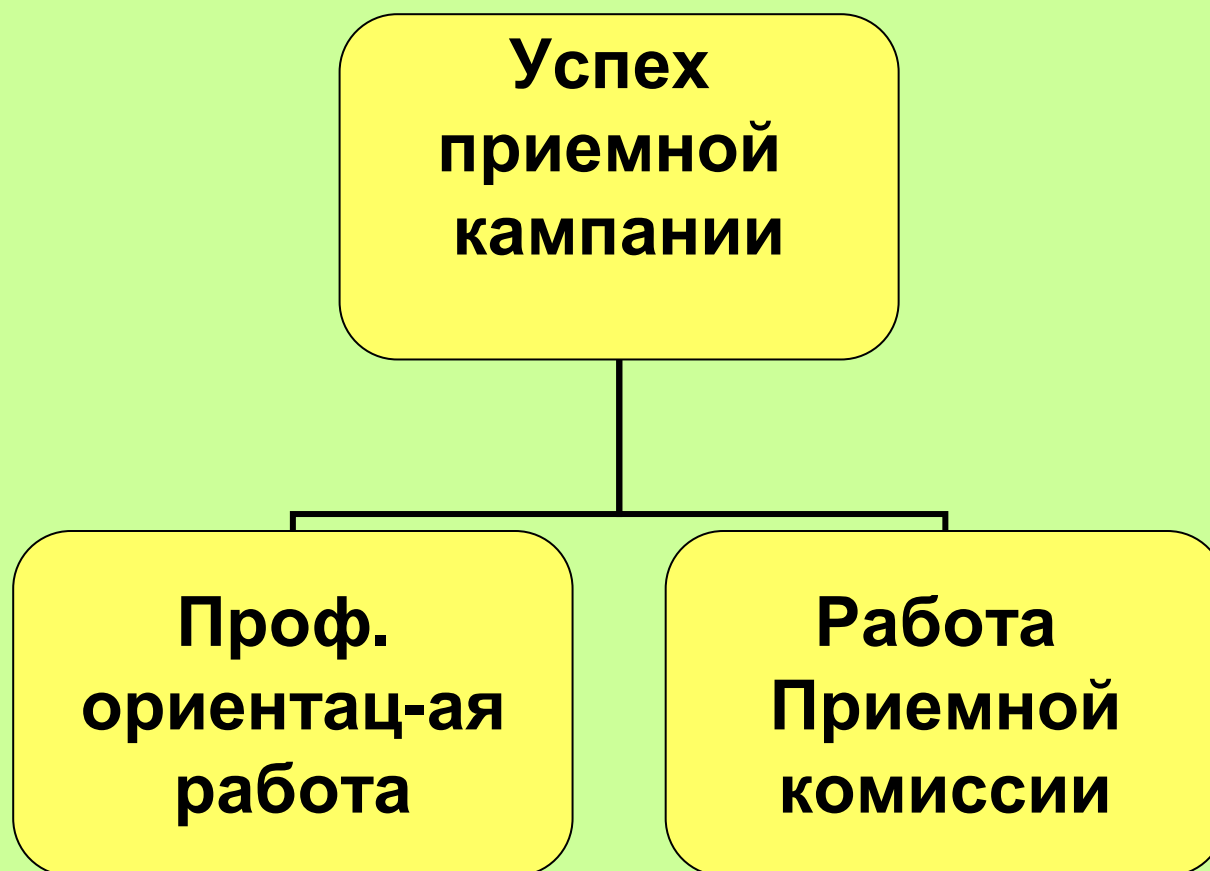 Успех
приемной
кампании
Проф.
ориентац-ая
работа
Работа
Приемной
комиссии